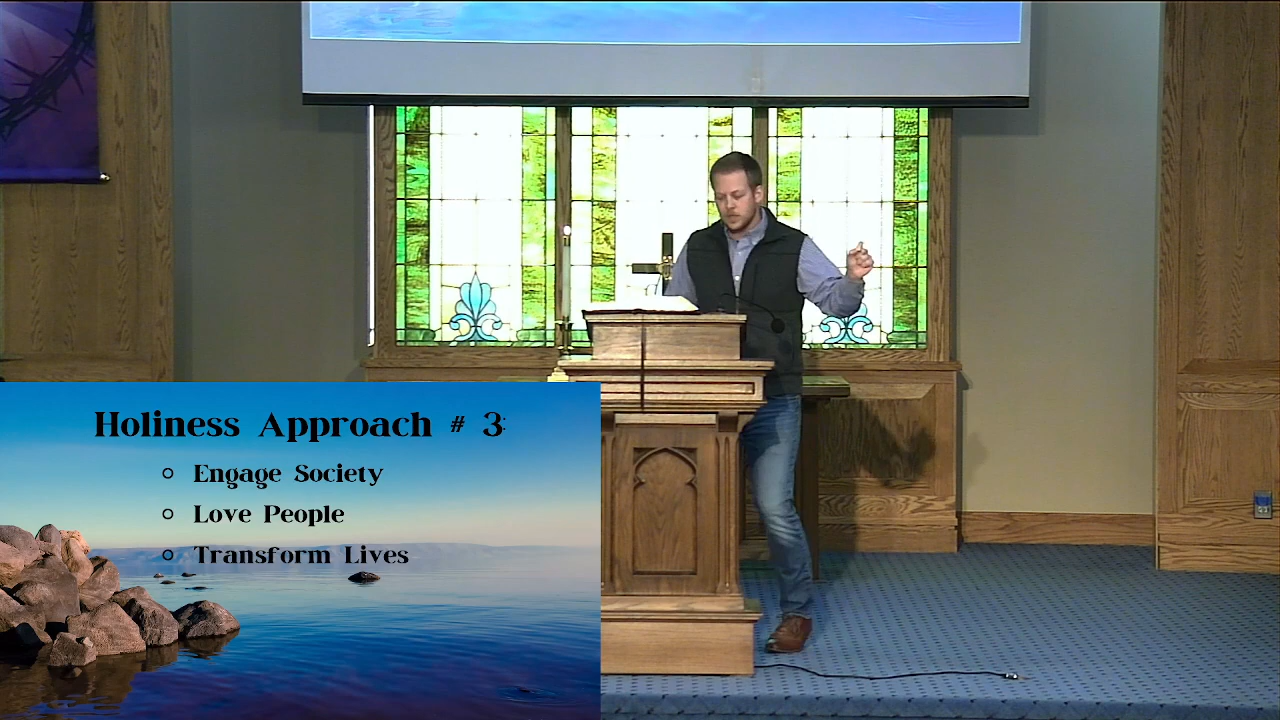 Holiness Approach # 3:
Engage Society
Love People
Transform Lives